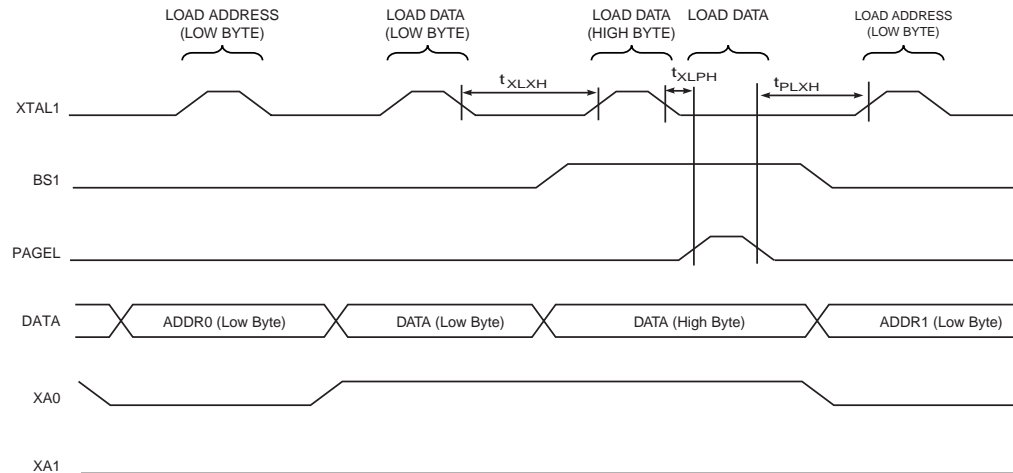 LOAD ADDRESS
(LOW BYTE)
LOAD DATA
(LOW BYTE)
LOAD DATA
(HIGH BYTE)
LOAD DATA
LOAD ADDRESS
(LOW BYTE)
tXLXH
tXLPH
tPLXH
XTAL1
BS1
PAGEL
DATA
ADDR0 (Low Byte)
DATA (Low Byte)
DATA (High Byte)
ADDR1 (Low Byte)
XA0
XA1